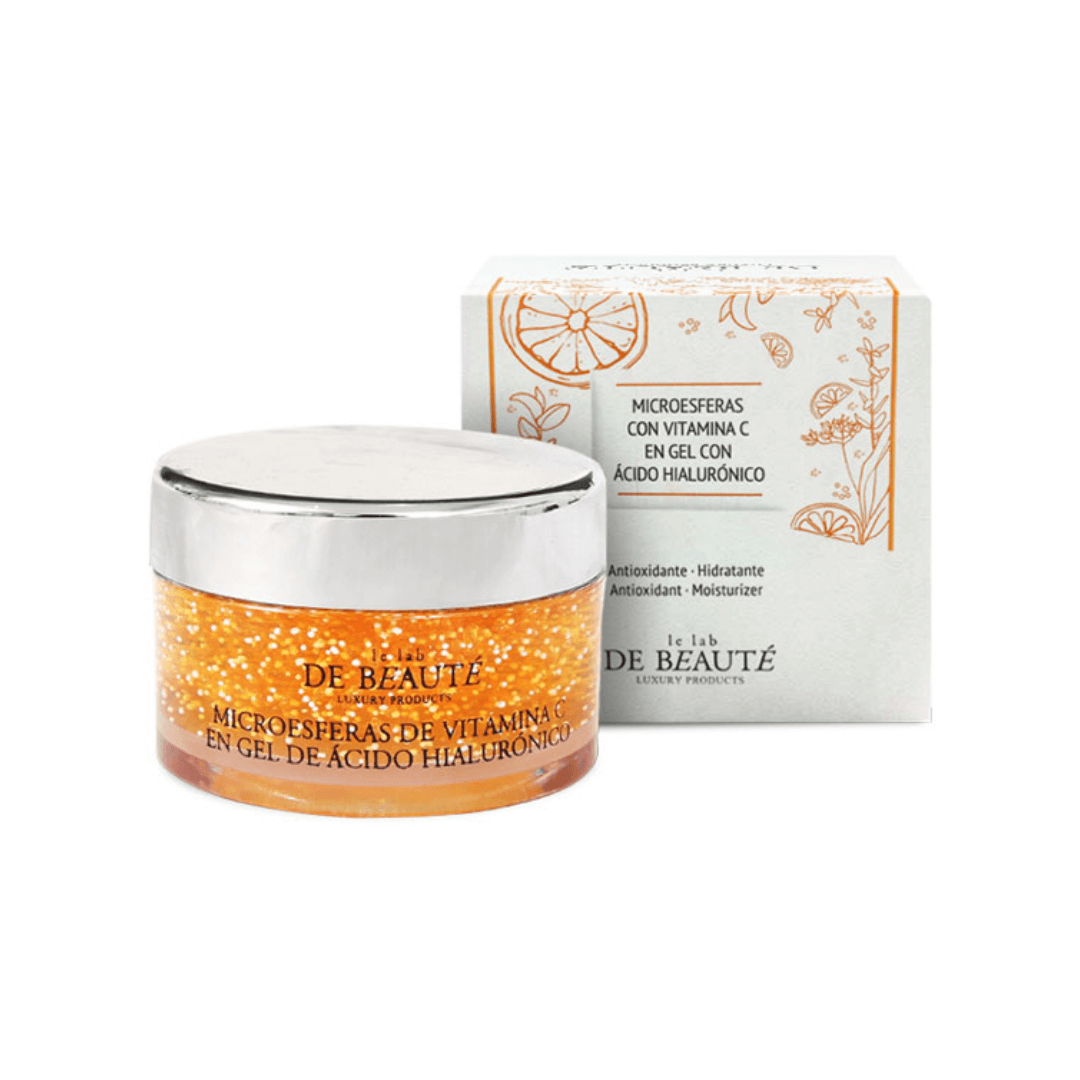 le lab
DE BEAUTÉ
LUXURY PRODUCTS
MICROESFERAS DE VITAMINA C
EN GEL DE ÁCIDO HIALURÓNICO
MICROESFERAS
CON VITAMINA C
EN GEL CON
ÁCIDO HIALURÓNICO
Antioxidante · Hidratante
Antioxidant · Moisturizer
le lab
DE BEAUTÉ
LUXURY PRODUCTS